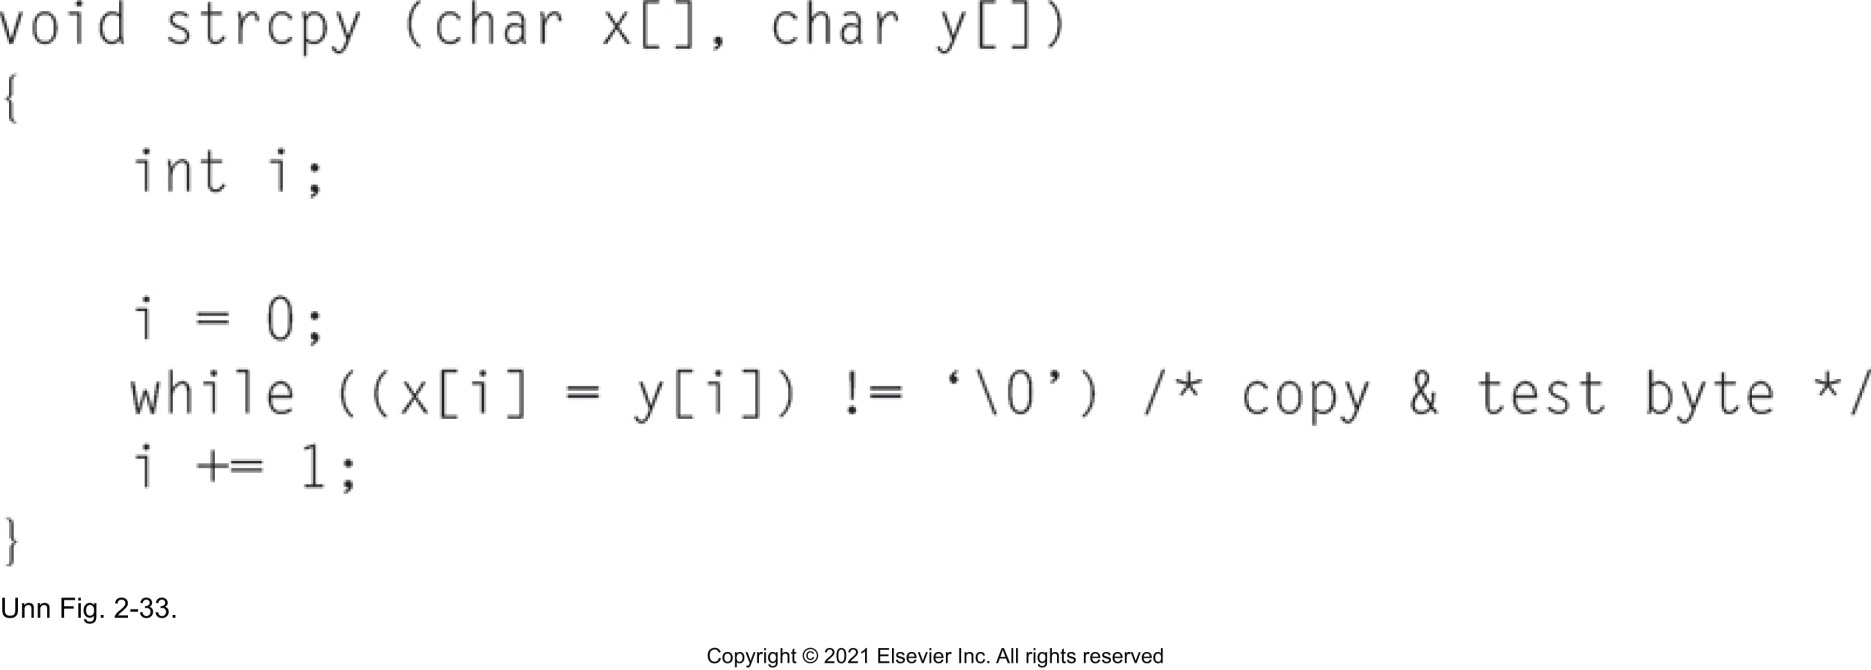 void strcpy (char x[], char y[])
{
int i;
i = 0;
while ((x[i] = y[i]) != ‘\0’) /* copy & test byte */
i += 1;
}
Unn Fig. 2-33.
Copyright © 2021 Elsevier Inc. All rights reserved